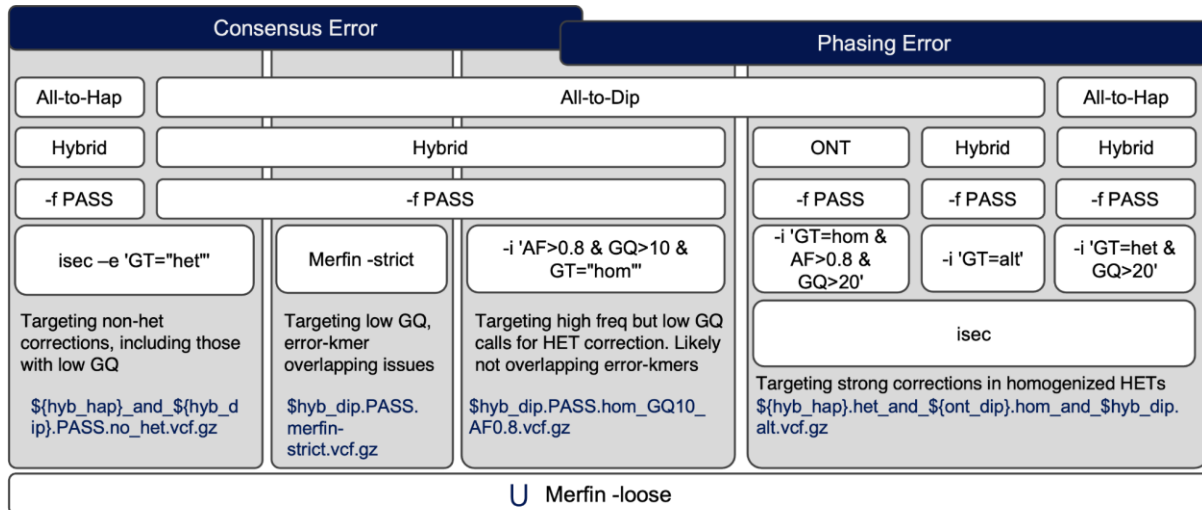 Consensus Error
Phasing Error
All-to-Hap
All-to-Dip
All-to-Hap
Hybrid
Hybrid
ONT
Hybrid
Hybrid
-f PASS
-f PASS
-f PASS
-f PASS
-f PASS
isec –e 'GT="het"'
Merfin -strict
-i 'AF>0.8 & GQ>10 &
GT="hom"'
-i 'GT=hom &
AF>0.8 &
GQ>20'
-i 'GT=alt'
-i 'GT=het &
GQ>20'
isec
Targeting non-het
corrections, including those
with low GQ
${hyb_hap}_and_${hyb_d
ip}.PASS.no_het.vcf.gz
Targeting low GQ,
error-kmer
overlapping issues
$hyb_dip.PASS.
merfin-
strict.vcf.gz
Targeting high freq but low GQ
calls for HET correction. Likely
not overlapping error-kmers
$hyb_dip.PASS.hom_GQ10_
AF0.8.vcf.gz
Targeting strong corrections in homogenized HETs
${hyb_hap}.het_and_${ont_dip}.hom_and_$hyb_dip.
alt.vcf.gz
∪ Merfin -loose